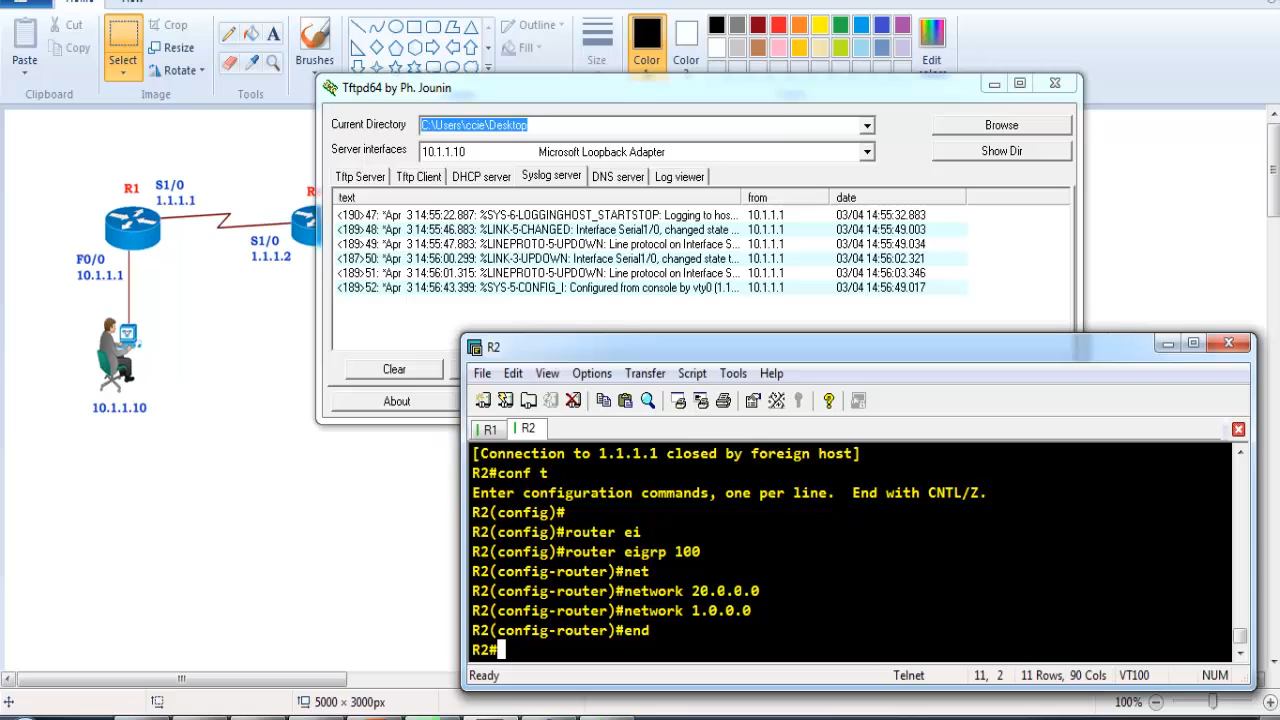 Home
View
Cut
Copy
Paste
Clipboard
Crop
Resize
Rotate
Select
Image
Tools
Brushes
Outline
Fill
Size
Color
1
Color
2
Edit
colors
Tftpd64 by Ph. Jounin
Current Directory
C:\Users\ccie\Desktop
Browse
Server interfaces
10.1.1.10 Microsoft Loopback Adapter
Show Dir
Tftp Server Tftp Client DHCP server Syslog server DNS server Log viewer
text from date
<190>47: *Apr 3 14:55:22.887: %SYS-6-LOGGINGHOST_STARTSTOP: Logging to hos... 10.1.1.1 03/04 14:55:32.883
<189>48: *Apr 3 14:55:46.883: %LINK-5-CHANGED: Interface Serial1/0, changed state ... 10.1.1.1 03/04 14:55:49.003
<189>49: *Apr 3 14:55:47.883: %LINEPROTO-5-UPDOWN: Line protocol on Interface S... 10.1.1.1 03/04 14:55:49.034
<187>50: *Apr 3 14:56:00.299: %LINK-3-UPDOWN: Interface Serial1/0, changed state t... 10.1.1.1 03/04 14:56:02.321
<189>51: *Apr 3 14:56:01.315: %LINEPROTO-5-UPDOWN: Line protocol on Interface S... 10.1.1.1 03/04 14:56:03.346
<189>52: *Apr 3 14:56:43.399: %SYS-5-CONFIG_I: Configured from console by vty0 (1.1... 10.1.1.1 03/04 14:56:49.017
Clear
About
R1
S1/0
1.1.1.1
S1/0
1.1.1.2
F0/0
10.1.1.1
10.1.1.10
R2
File Edit View Options Transfer Script Tools Help
R1 R2
[Connection to 1.1.1.1 closed by foreign host]
R2#conf t
Enter configuration commands, one per line. End with CNTL/Z.
R2(config)#
R2(config)#router ei
R2(config)#router eigrp 100
R2(config-router)#net
R2(config-router)#network 20.0.0.0
R2(config-router)#network 1.0.0.0
R2(config-router)#end
R2#
Ready Telnet 11, 2 11 Rows, 90 Cols VT100 NUM
5000 × 3000px
100%